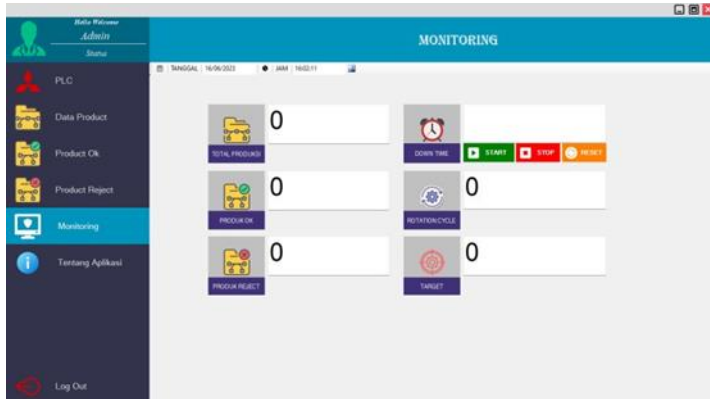 Hello Welcome
Admin
Status
MONITORING
TANGGAL 16/06/2023 JAM 16:02:11
PLC
Data Product
Product Ok
Product Reject
Monitoring
Tentang Aplikasi
Log Out
0
TOTAL PRODUKSI
DOWN TIME
START
STOP
RESET
0
PRODUK OK
0
ROTATION CYCLE
0
PRODUK REJECT
0
TARGET